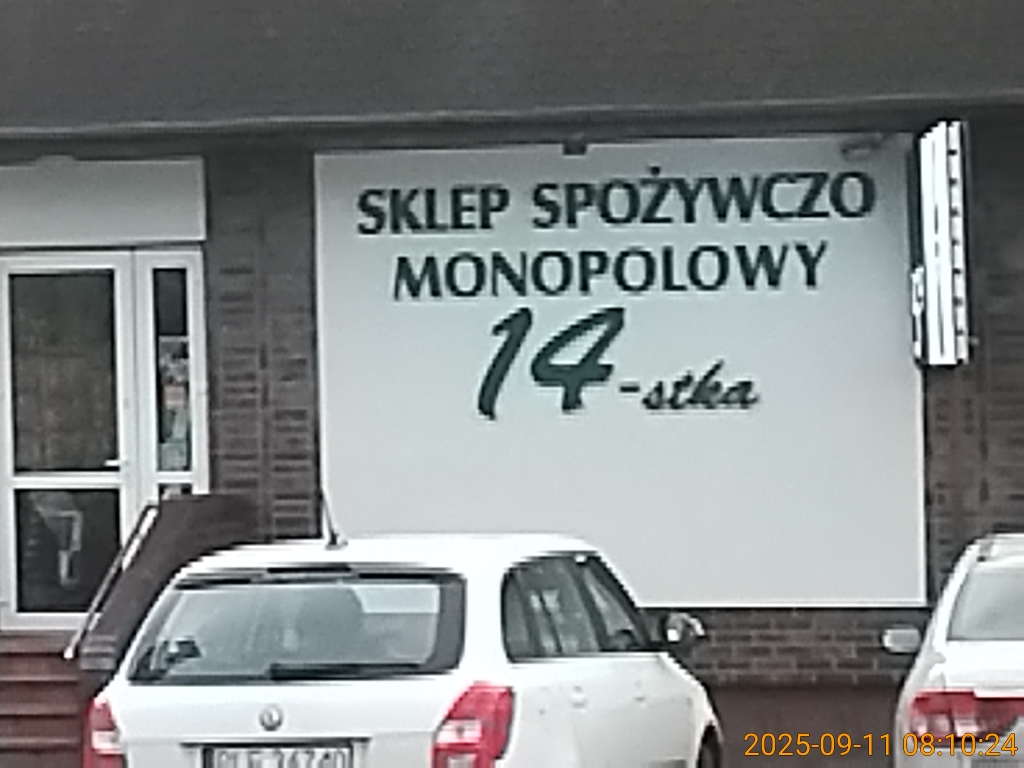 SKLEP SPOŻYWCZO
MONOPOLOWY
14-stka
2025-09-11 08:10:24